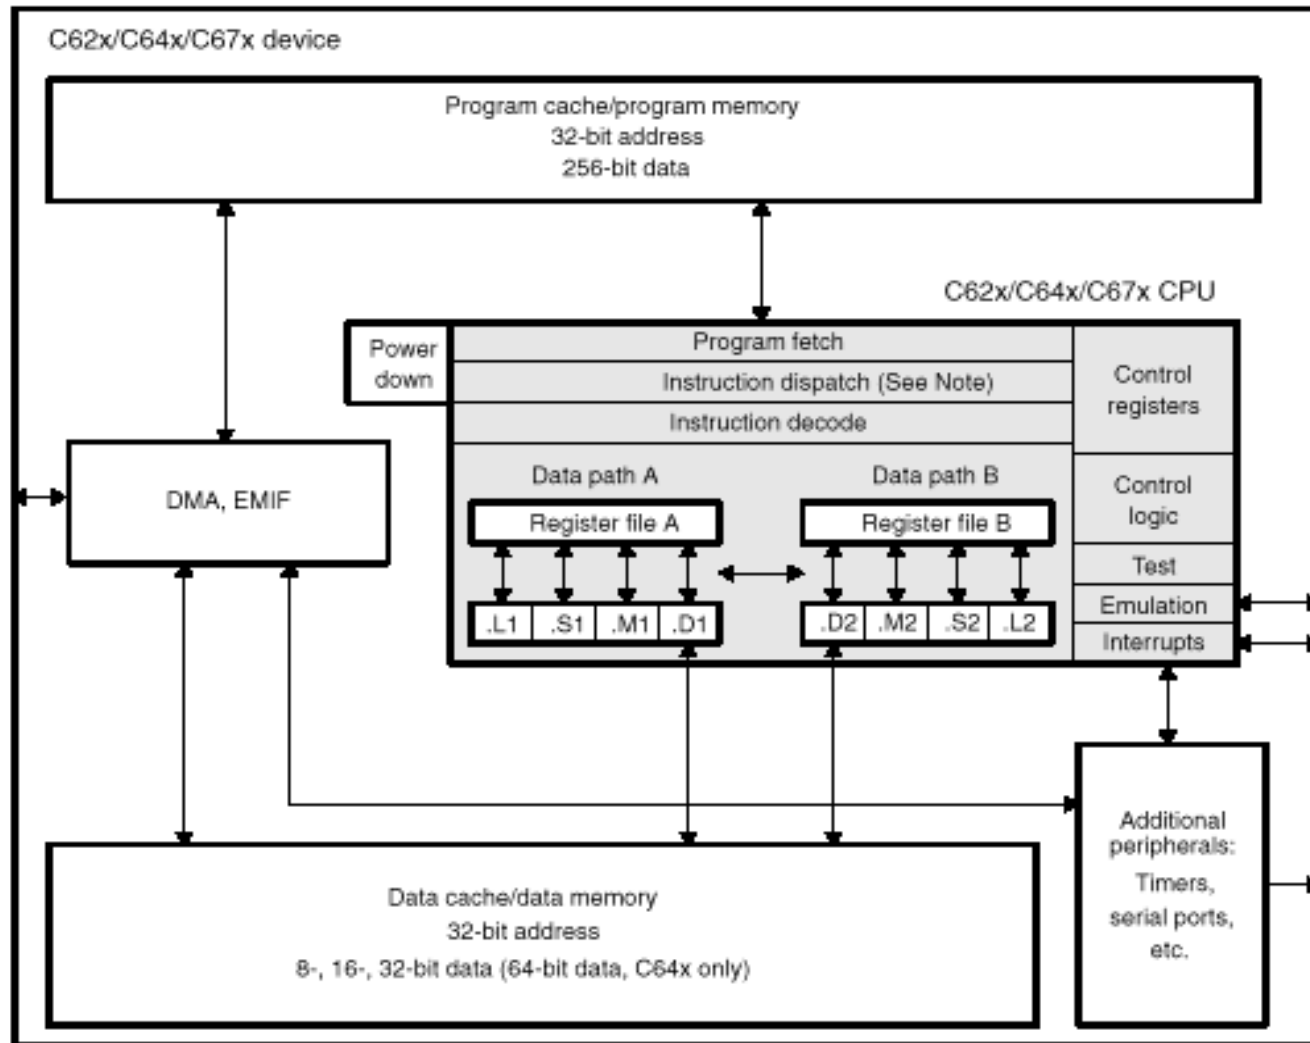 C62x/C64x/C67x device
Program cache/program memory
32-bit address
256-bit data
C62x/C64x/C67x CPU
Power
down
Program fetch
Instruction dispatch (See Note)
Instruction decode
Control
registers
Data path A
Data path B
Control
logic
Register file A
Register file B
Test
Emulation
Interrupts
.L1
.S1
.M1
.D1
.D2
.M2
.S2
.L2
DMA, EMIF
Additional
peripherals:
Timers,
serial ports,
etc.
Data cache/data memory
32-bit address
8-, 16-, 32-bit data (64-bit data, C64x only)